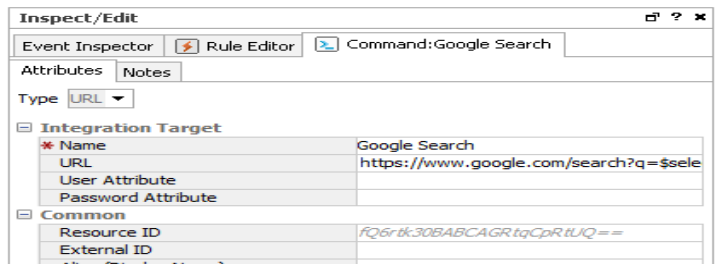 Inspect/Edit
Event Inspector Rule Editor Command:Google Search
Attributes Notes
Type URL
Integration Target
* Name Google Search
URL https://www.google.com/search?q=$sele
User Attribute
Password Attribute
Common
Resource ID fQ6rtk30BABCAGRtqCpRtUQ==
External ID